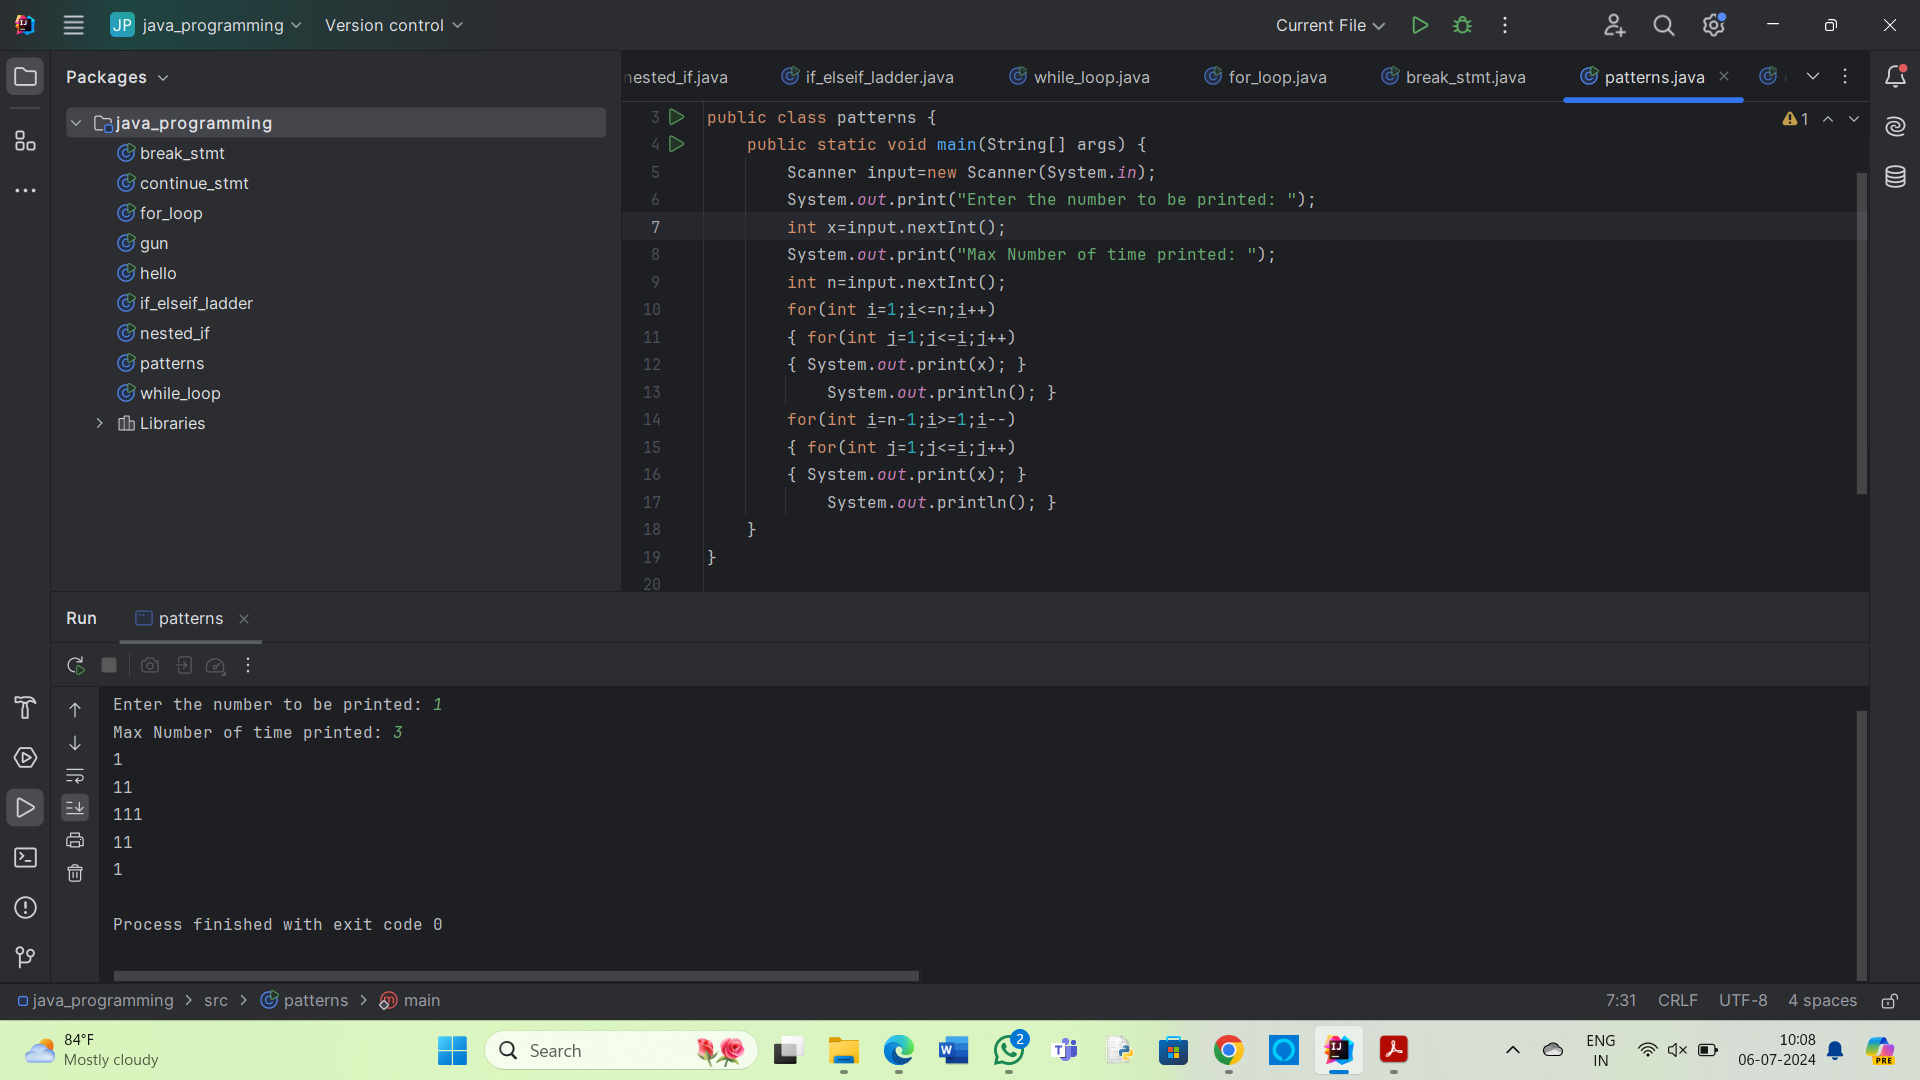 JP java_programming Version control Current File
Packages
nested_if.java if_elseif_ladder.java while_loop.java for_loop.java break_stmt.java patterns.java
java_programming
break_stmt
continue_stmt
for_loop
gun
hello
if_elseif_ladder
nested_if
patterns
while_loop
Libraries
1
3 public class patterns {
4 public static void main(String[] args) {
5 Scanner input=new Scanner(System.in);
6 System.out.print("Enter the number to be printed: ");
7 int x=input.nextInt();
8 System.out.print("Max Number of time printed: ");
9 int n=input.nextInt();
10 for(int i=1;i<=n;i++)
11 { for(int j=1;j<=i;j++)
12 { System.out.print(x); }
13 System.out.println(); }
14 for(int i=n-1;i>=1;i--)
15 { for(int j=1;j<=i;j++)
16 { System.out.print(x); }
17 System.out.println(); }
18 }
19 }
20
Run patterns
Enter the number to be printed: 1
Max Number of time printed: 3
1
11
111
11
1
Process finished with exit code 0
java_programming > src > patterns > main 7:31 CRLF UTF-8 4 spaces
84°F
Mostly cloudy
Search
2
ENG
IN
10:08
06-07-2024
PRE